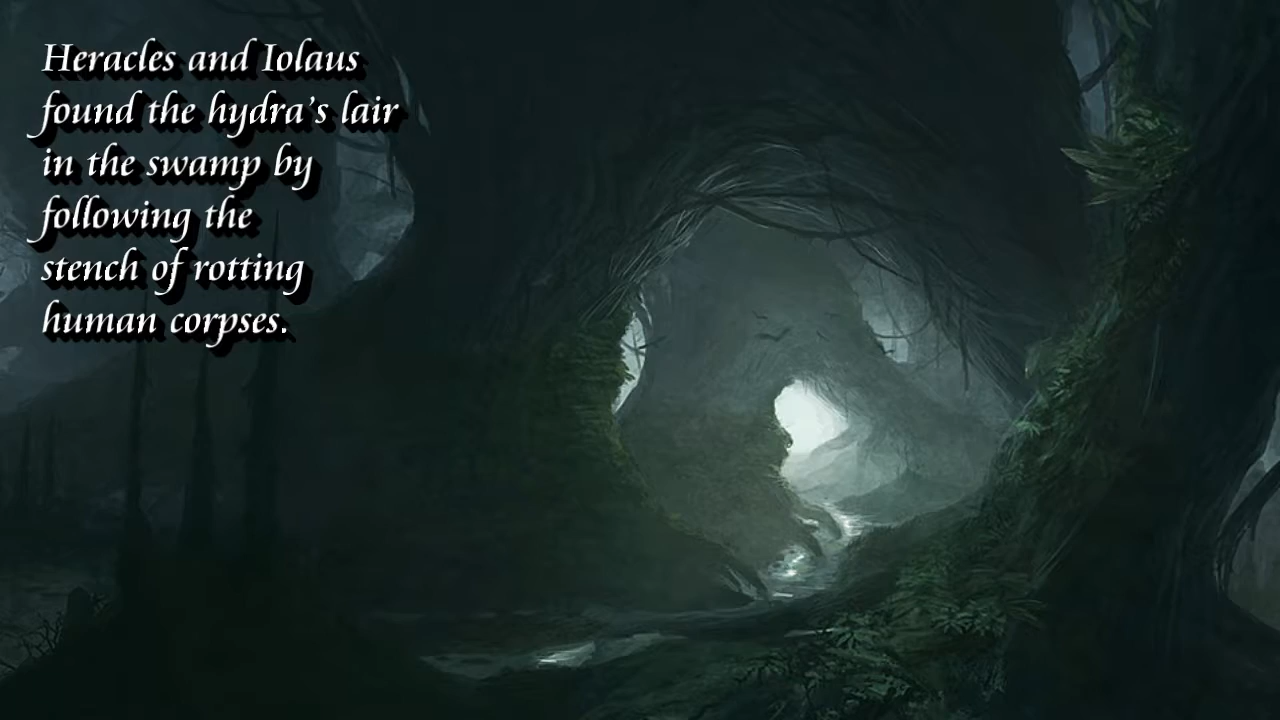 Heracles and Iolaus
found the hydra's lair
in the swamp by
following the
stench of rotting
human corpses.